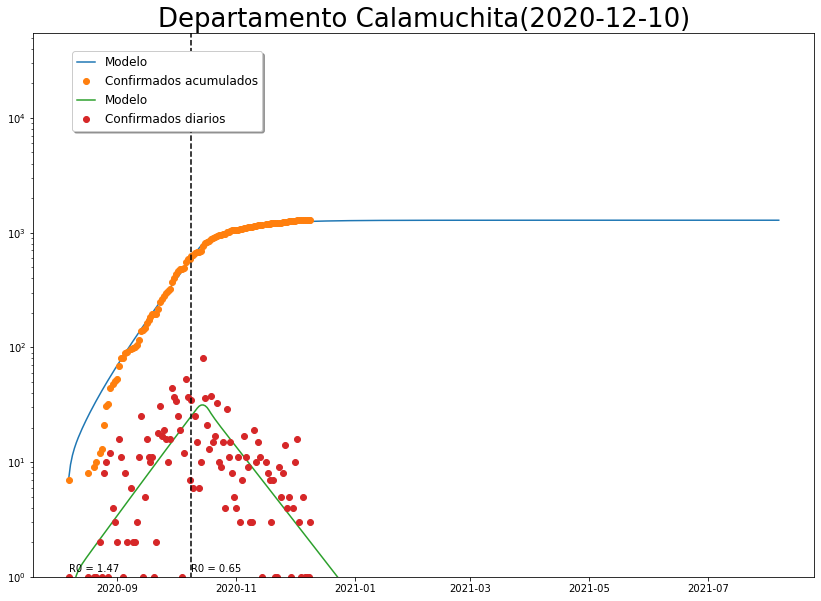 Departamento Calamuchita(2020-12-10)
Modelo
Confirmados acumulados
Modelo
Confirmados diarios
10⁴
10³
10²
10¹
10⁰
R0 = 1.47 R0 = 0.65
2020-09 2020-11 2021-01 2021-03 2021-05 2021-07